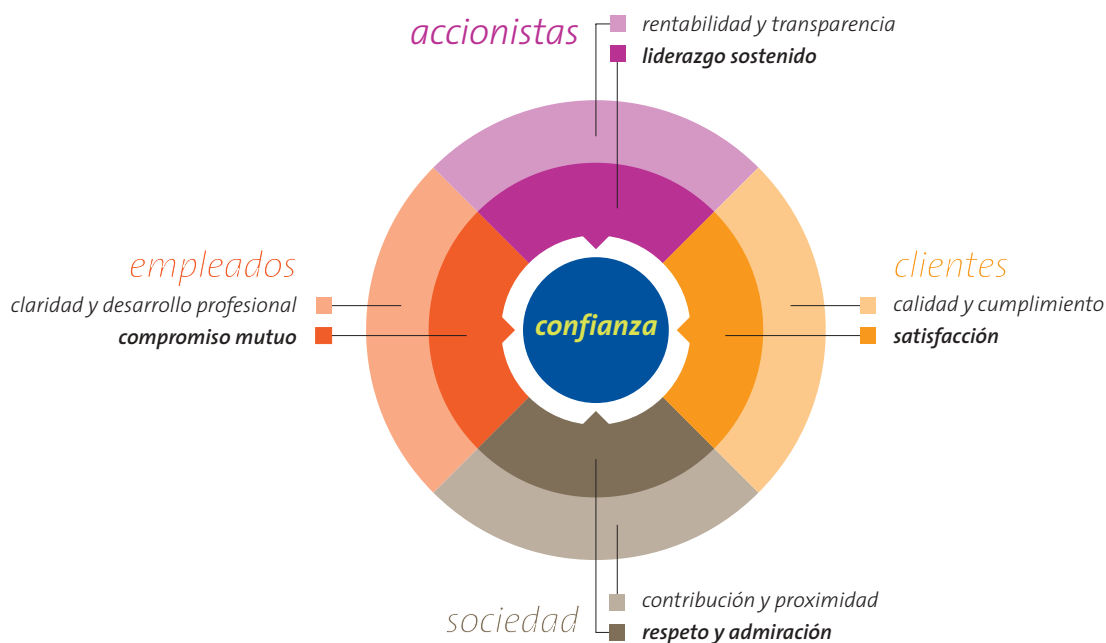 accionistas
rentabilidad y transparencia
liderazgo sostenido
empleados
claridad y desarrollo profesional
compromiso mutuo
confianza
clientes
calidad y cumplimiento
satisfacción
sociedad
contribución y proximidad
respeto y admiración